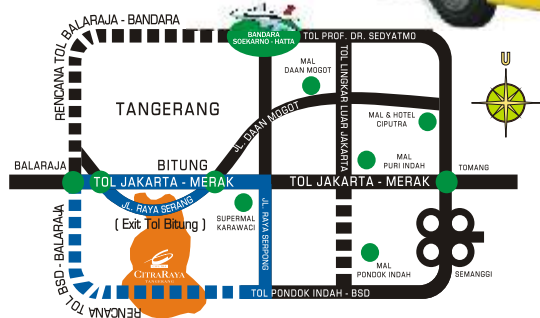 RENCANA TOL BALARAJA - BANDARA
BANDARA
SOEKARNO - HATTA
TOL PROF. DR. SEDYATMO
MAL
DAAN MOGOT
TOL LINGKAR LUAR JAKARTA
U
TANGERANG
JL. DAAN MOGOT
MAL & HOTEL
CIPUTRA
BALARAJA
BITUNG
MAL
PURI INDAH
TOMANG
TOL JAKARTA - MERAK
TOL JAKARTA - MERAK
JL. RAYA SERANG
( Exit Tol Bitung )
SUPERMAL
KARAWACI
JL. RAYA SERPONG
TOL BSD - BALARAJA
RENCANA
CITRARAYA
TANGERANG
MAL
PONDOK INDAH
SEMANGGI
TOL PONDOK INDAH - BSD